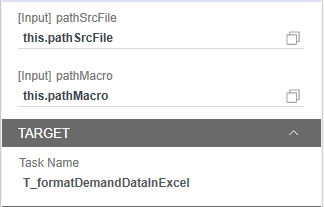 [Input] pathSrcFile
this.pathSrcFile
[Input] pathMacro
this.pathMacro
TARGET
Task Name
T_formatDemandDataInExcel